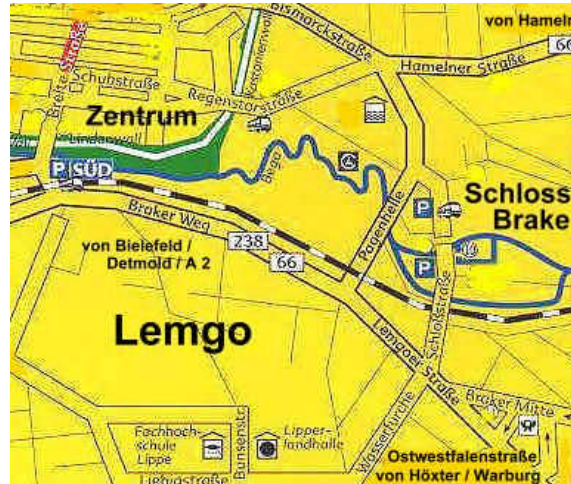 Bismarckstraße
von Hameln
66
Hamelner Straße
Breite Straße
Schuhstraße
Kastanienwall
Regenstorstraße
Zentrum
Lindenwall
P SÜD
Bega
Pagenhelle
P
Schloss
Brake
Braker Weg
von Bielefeld /
Detmold / A 2
238
66
P
Schloßstraße
Lemgo
Lemgoer Straße
Braker Mitte
Wasserfurche
Fachhoch-
schule
Lippe
Bunsenstr.
Lipper-
landhalle
Liebigstraße
Ostwestfalenstraße
von Höxter / Warburg